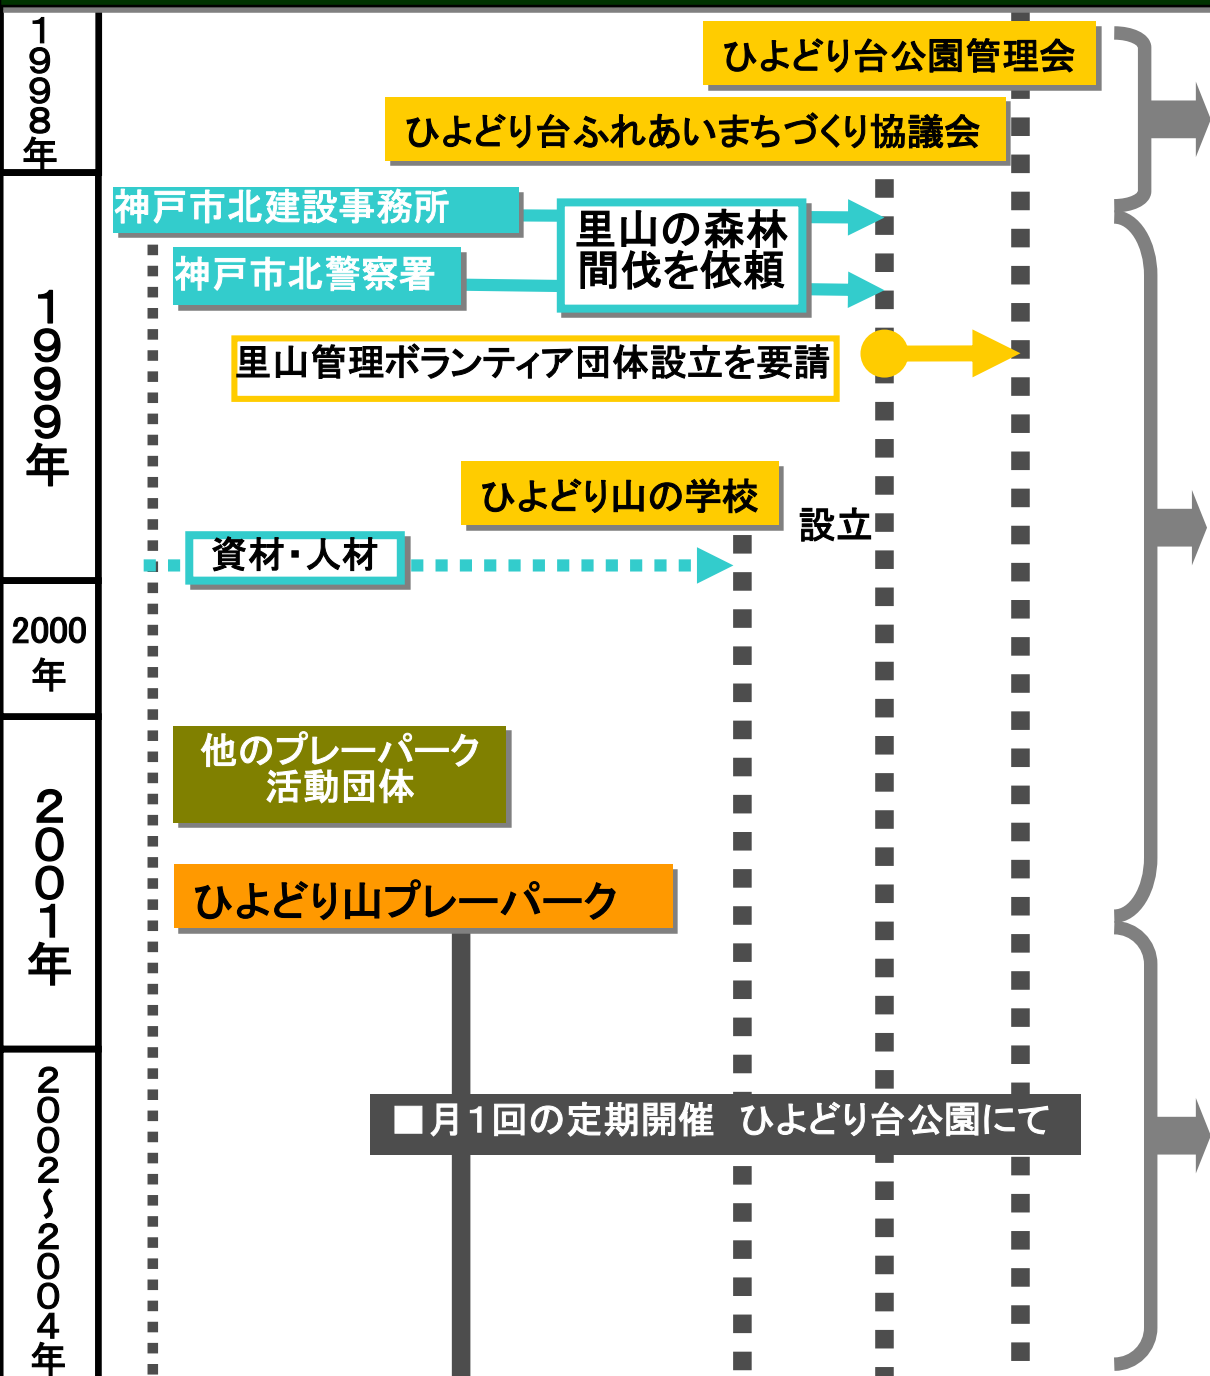 1998年
ひよどり台公園管理会
ひよどり台ふれあいまちづくり協議会
1999年
神戸市北建設事務所
神戸市北警察署
里山の森林
間伐を依頼
里山管理ボランティア団体設立を要請
ひよどり山の学校
設立
資材・人材
2000
年
2001年
他のプレーパーク
活動団体
ひよどり山プレーパーク
2002～2004年
■月1回の定期開催　ひよどり台公園にて